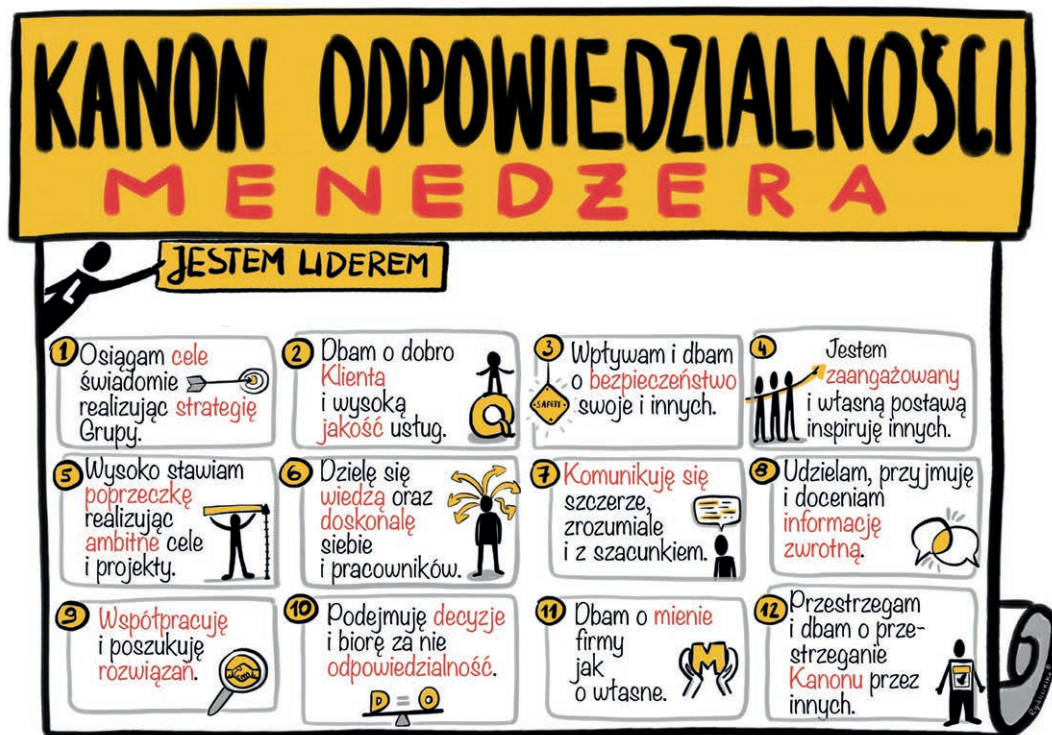 KANON ODPOWIEDZIALNOŚCI
MENEDŻERA
JESTEM LIDEREM
L
1
Osiągam cele
świadomie
realizując strategię
Grupy.
2
Dbam o dobro
Klienta
i wysoką
jakość usług.
Q
3
Wpływam i dbam
o bezpieczeństwo
swoje i innych.
SAFETY
4
Jestem
zaangażowany
i własną postawą
inspiruję innych.
5
Wysoko stawiam
poprzeczkę
realizując
ambitne cele
i projekty.
6
Dzielę się
wiedzą oraz
doskonalę
siebie
i pracowników.
7
Komunikuję się
szczerze,
zrozumiale
i z szacunkiem.
8
Udzielam, przyjmuję
i doceniam
informację
zwrotną.
9
Współpracuję
i poszukuję
rozwiązań.
10
Podejmuję decyzje
i biorę za nie
odpowiedzialność.
D = O
11
Dbam o mienie
firmy
jak
o własne.
M
12
Przestrzegam
i dbam o prze-
strzeganie
Kanonu przez
innych.